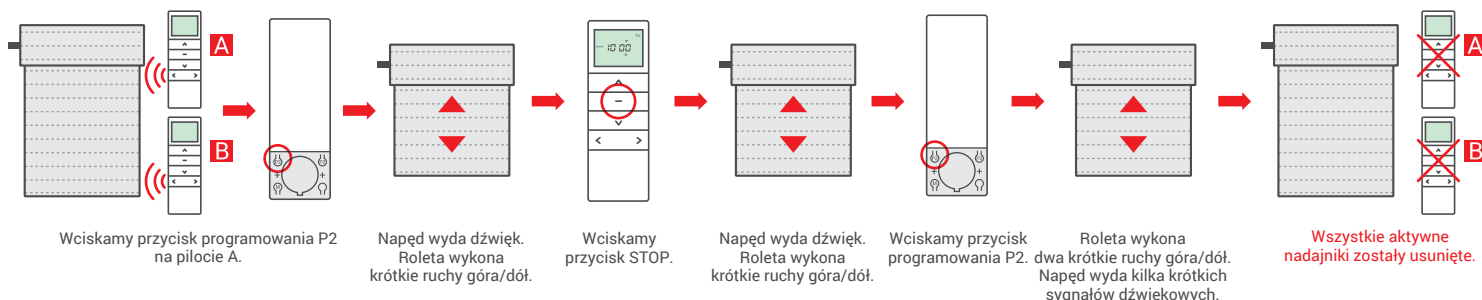 A
B
A
B
10 00
Wciskamy przycisk programowania P2
na pilocie A.
Napęd wyda dźwięk.
Roleta wykona
krótkie ruchy góra/dół.
Wciskamy
przycisk STOP.
Napęd wyda dźwięk.
Roleta wykona
krótkie ruchy góra/dół.
Wciskamy przycisk
programowania P2.
Roleta wykona
dwa krótkie ruchy góra/dół.
Napęd wyda kilka krótkich
sygnałów dźwiękowych.
Wszystkie aktywne
nadajniki zostały usunięte.